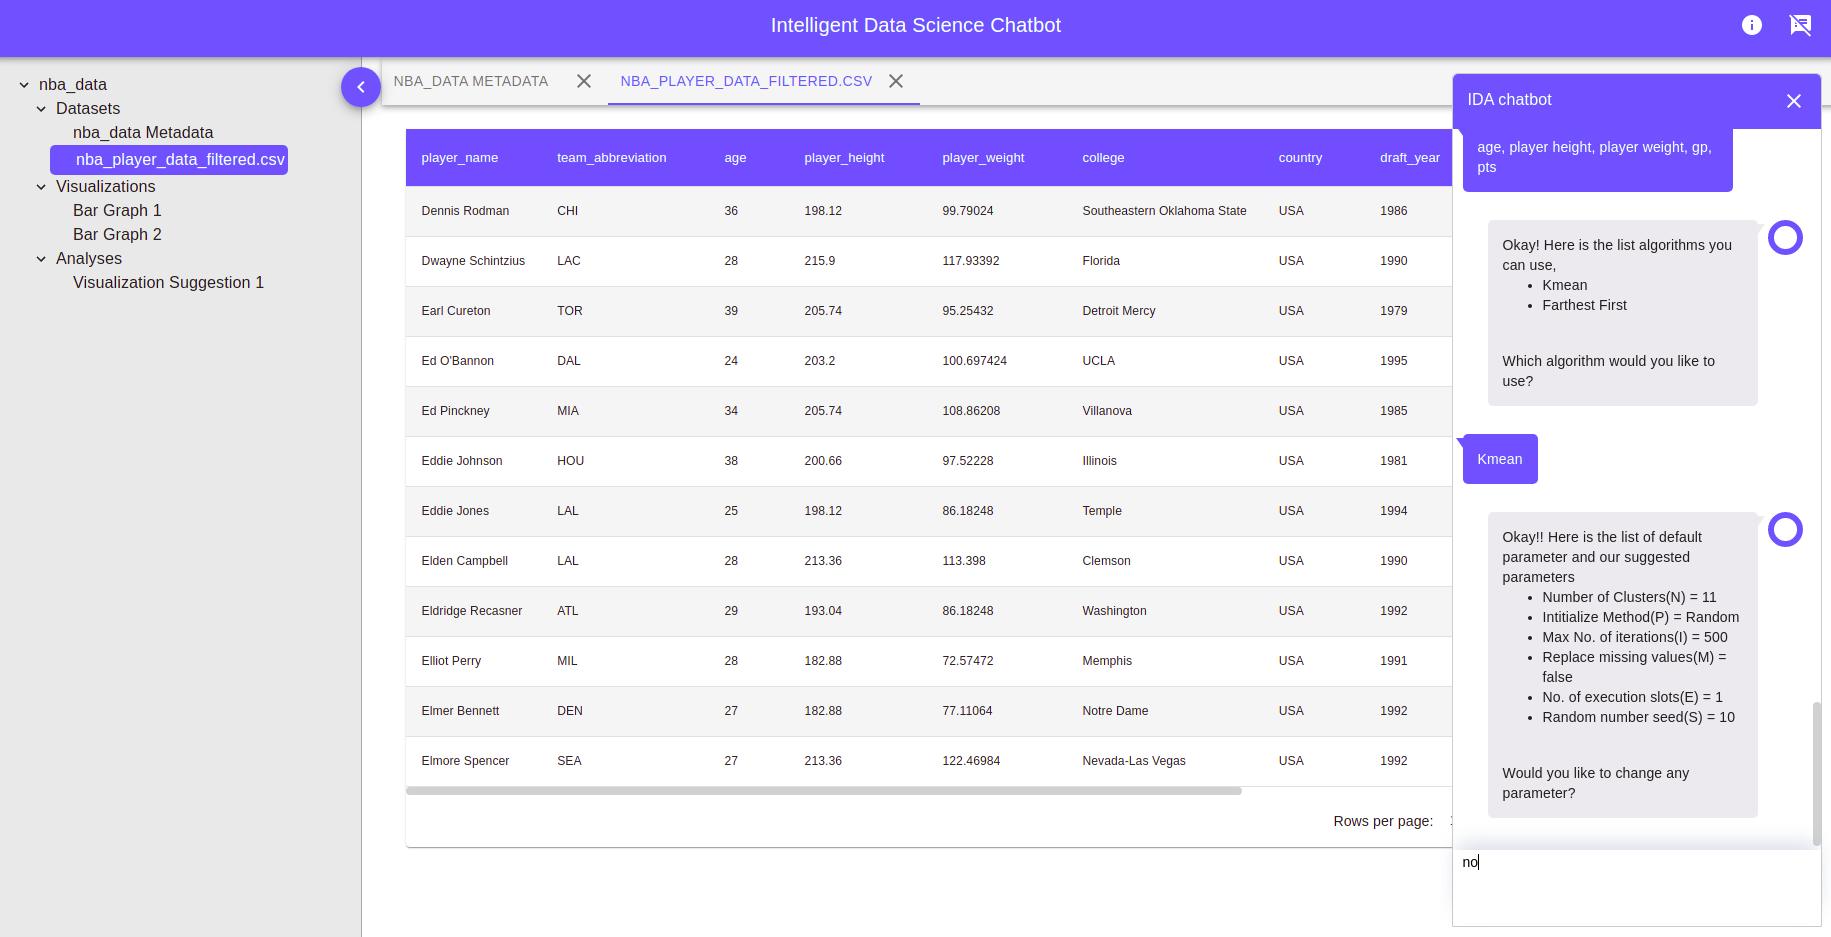 Intelligent Data Science Chatbot
nba_data
Datasets
nba_data Metadata
nba_player_data_filtered.csv
Visualizations
Bar Graph 1
Bar Graph 2
Analyses
Visualization Suggestion 1
NBA_DATA METADATA NBA_PLAYER_DATA_FILTERED.CSV
player_name team_abbreviation age player_height player_weight college country draft_year
Dennis Rodman CHI 36 198.12 99.79024 Southeastern Oklahoma State USA 1986
Dwayne Schintzius LAC 28 215.9 117.93392 Florida USA 1990
Earl Cureton TOR 39 205.74 95.25432 Detroit Mercy USA 1979
Ed O'Bannon DAL 24 203.2 100.697424 UCLA USA 1995
Ed Pinckney MIA 34 205.74 108.86208 Villanova USA 1985
Eddie Johnson HOU 38 200.66 97.52228 Illinois USA 1981
Eddie Jones LAL 25 198.12 86.18248 Temple USA 1994
Elden Campbell LAL 28 213.36 113.398 Clemson USA 1990
Eldridge Recasner ATL 29 193.04 86.18248 Washington USA 1992
Elliot Perry MIL 28 182.88 72.57472 Memphis USA 1991
Elmer Bennett DEN 27 182.88 77.11064 Notre Dame USA 1992
Elmore Spencer SEA 27 213.36 122.46984 Nevada-Las Vegas USA 1992
Rows per page:
IDA chatbot
age, player height, player weight, gp,
pts
Okay! Here is the list algorithms you
can use,
• Kmean
• Farthest First
Which algorithm would you like to
use?
Kmean
Okay!! Here is the list of default
parameter and our suggested
parameters
• Number of Clusters(N) = 11
• Intitialize Method(P) = Random
• Max No. of iterations(I) = 500
• Replace missing values(M) =
false
• No. of execution slots(E) = 1
• Random number seed(S) = 10
Would you like to change any
parameter?
no